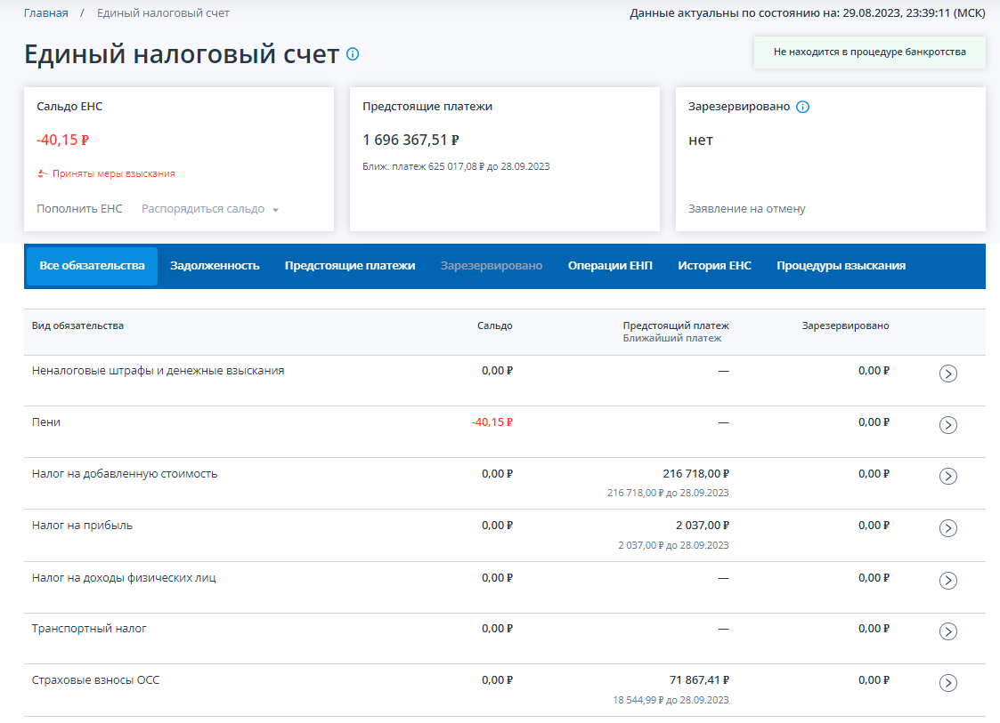 Главная / Единый налоговый счет
Данные актуальны по состоянию на: 29.08.2023, 23:39:11 (МСК)
Единый налоговый счет
Не находится в процедуре банкротства
Сальдо ЕНС
-40,15 ₽
Приняты меры взыскания
Пополнить ЕНС Распорядиться сальдо
Предстоящие платежи
1 696 367,51 ₽
Ближ. платеж 625 017,08 ₽ до 28.09.2023
Зарезервировано
нет
Заявление на отмену
Все обязательства Задолженность Предстоящие платежи Зарезервировано Операции ЕНП История ЕНС Процедуры взыскания
Вид обязательства Сальдо Предстоящий платеж Зарезервировано
Ближайший платеж
Неналоговые штрафы и денежные взыскания 0,00 ₽ — 0,00 ₽
Пени -40,15 ₽ — 0,00 ₽
Налог на добавленную стоимость 0,00 ₽ 216 718,00 ₽ 0,00 ₽
216 718,00 ₽ до 28.09.2023
Налог на прибыль 0,00 ₽ 2 037,00 ₽ 0,00 ₽
2 037,00 ₽ до 28.09.2023
Налог на доходы физических лиц 0,00 ₽ — 0,00 ₽
Транспортный налог 0,00 ₽ — 0,00 ₽
Страховые взносы ОСС 0,00 ₽ 71 867,41 ₽ 0,00 ₽
18 544,99 ₽ до 28.09.2023